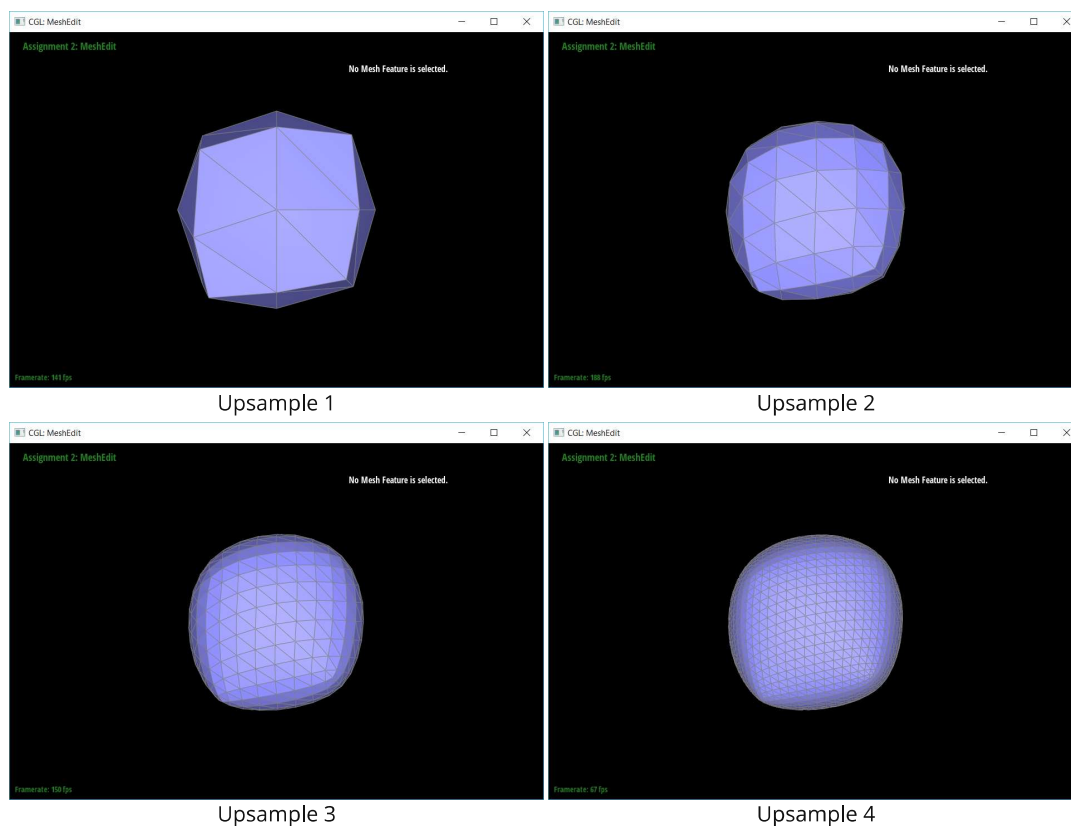 CGL: MeshEdit
Assignment 2: MeshEdit
No Mesh Feature is selected.
Framerate: 141 fps
Upsample 1
CGL: MeshEdit
Assignment 2: MeshEdit
No Mesh Feature is selected.
Framerate: 188 fps
Upsample 2
CGL: MeshEdit
Assignment 2: MeshEdit
No Mesh Feature is selected.
Framerate: 150 fps
Upsample 3
CGL: MeshEdit
Assignment 2: MeshEdit
No Mesh Feature is selected.
Framerate: 67 fps
Upsample 4